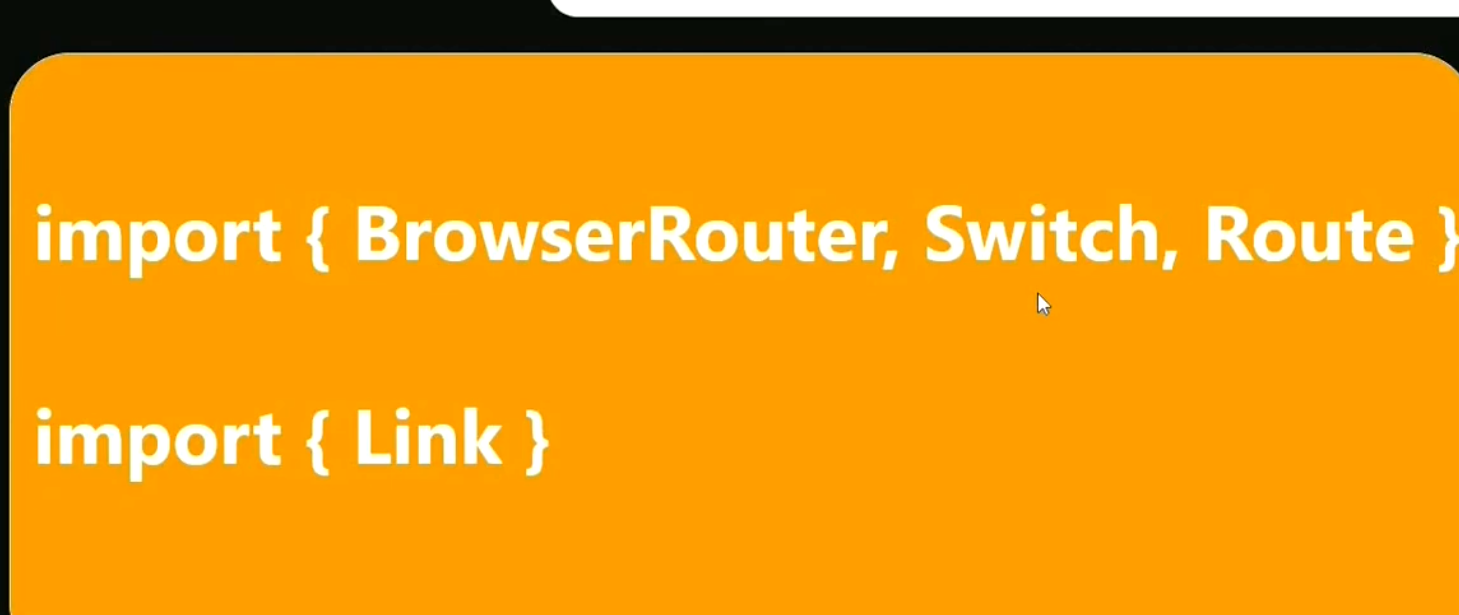 import { BrowserRouter, Switch, Route }
import { Link }